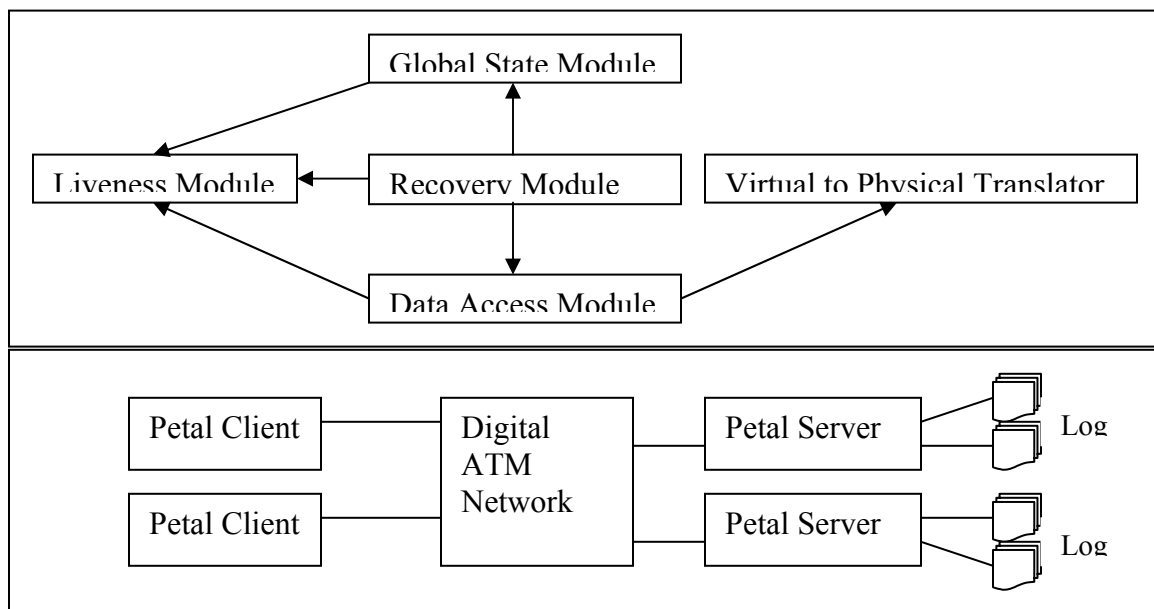 Global State Module
Liveness Module
Recovery Module
Virtual to Physical Translator
Data Access Module
Petal Client
Digital
ATM
Network
Petal Server
Log
Petal Client
Petal Server
Log